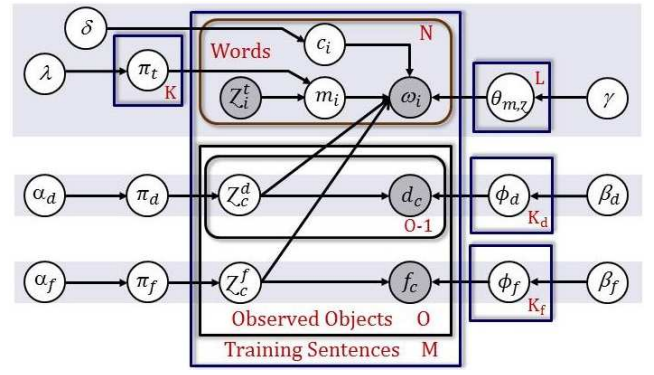 δ
c_i
N
Words
λ
π_t
K
Z_i^t
m_i
ω_i
θ_{m,z}
L
γ
α_d
π_d
Z_c^d
d_c
O-1
ϕ_d
K_d
β_d
α_f
π_f
Z_c^f
f_c
ϕ_f
K_f
β_f
Observed Objects O
Training Sentences M